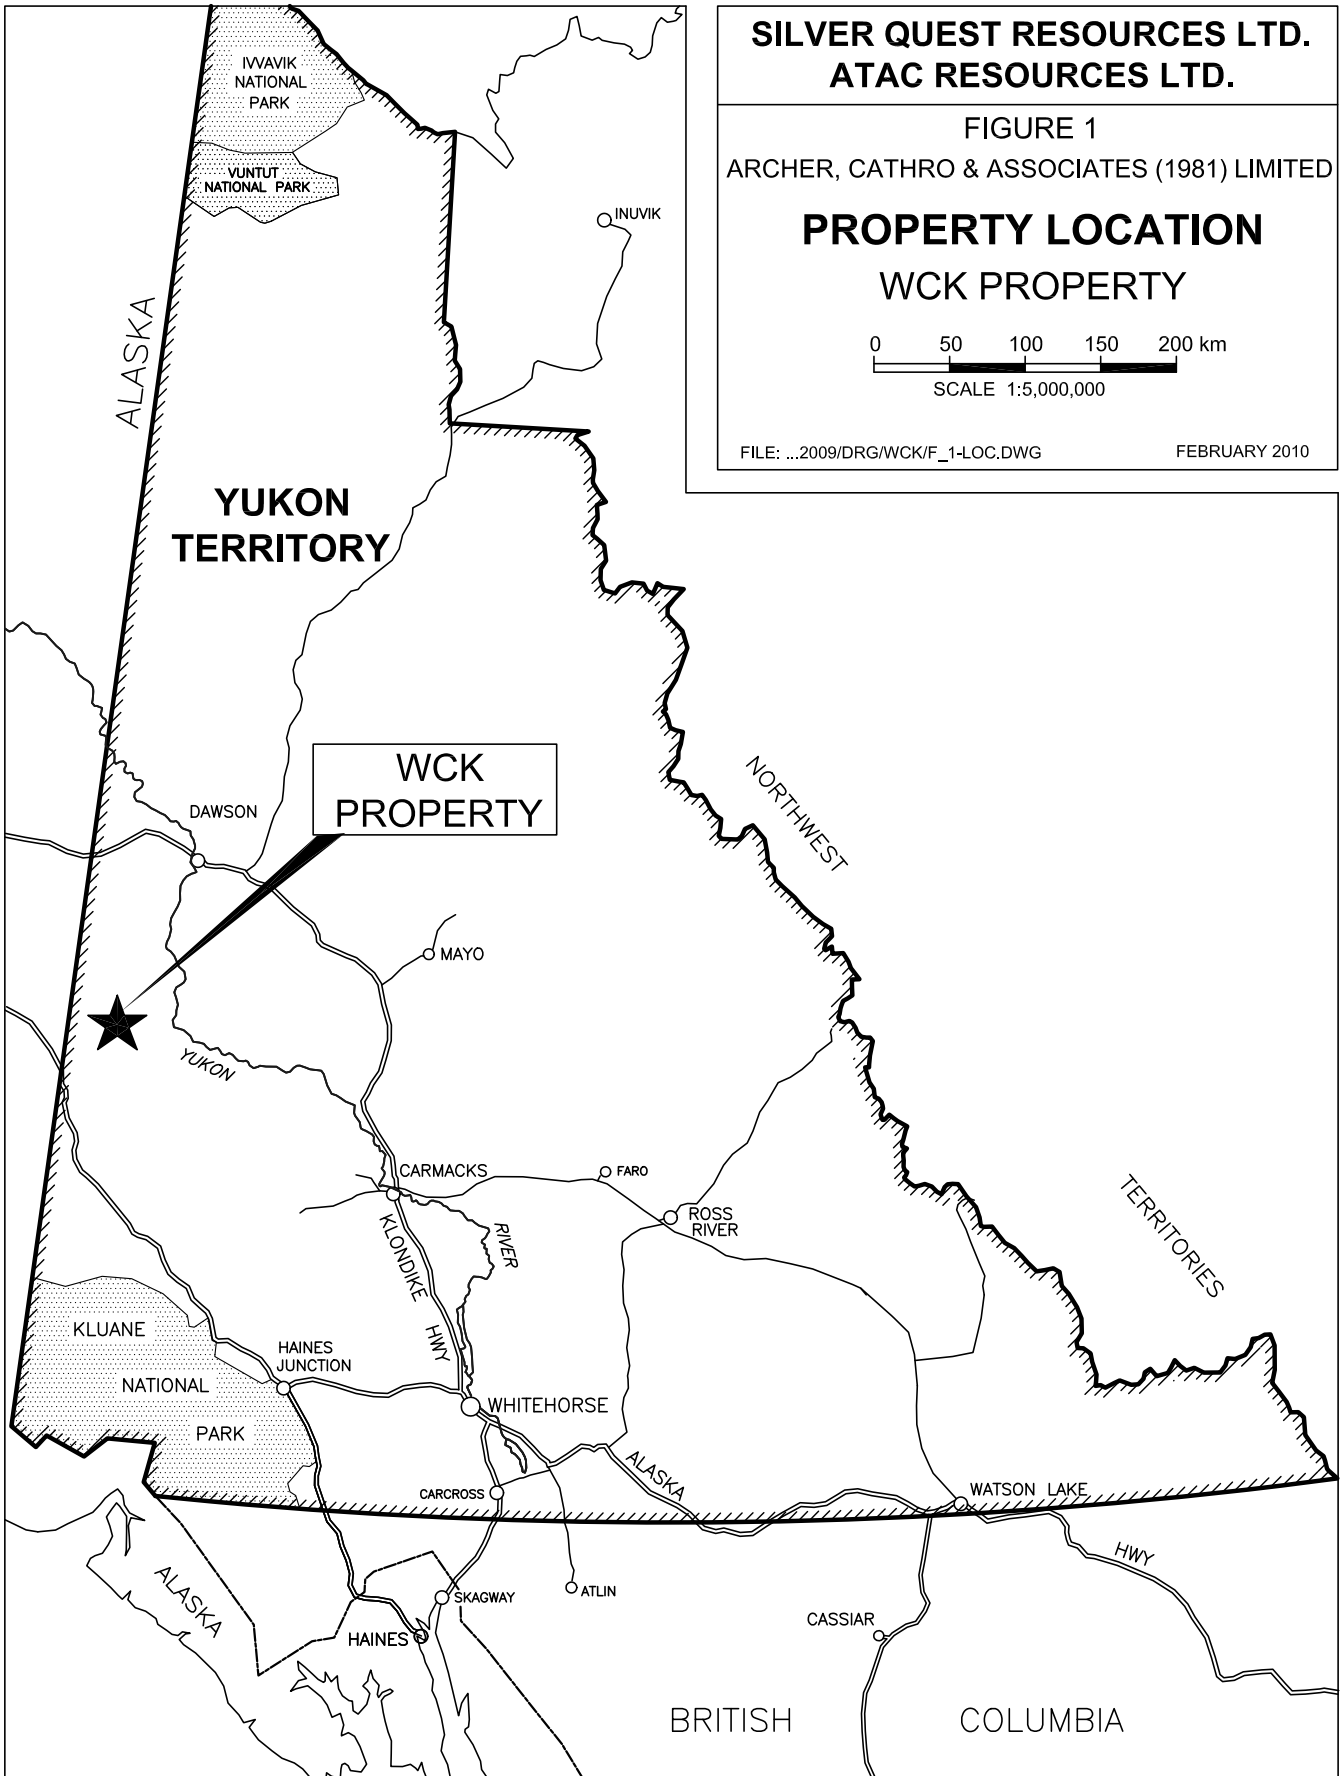 SILVER QUEST RESOURCES LTD.
ATAC RESOURCES LTD.
FIGURE 1
ARCHER, CATHRO & ASSOCIATES (1981) LIMITED
PROPERTY LOCATION
WCK PROPERTY
0 50 100 150 200 km
SCALE 1:5,000,000
FILE: ...2009/DRG/WCK/F_1-LOC.DWG
FEBRUARY 2010
IVVAVIK
NATIONAL
PARK
VUNTUT
NATIONAL PARK
INUVIK
ALASKA
YUKON
TERRITORY
WCK
PROPERTY
DAWSON
NORTHWEST
MAYO
YUKON
CARMACKS
FARO
ROSS
RIVER
TERRITORIES
KLONDIKE
HWY
RIVER
KLUANE
NATIONAL
PARK
HAINES
JUNCTION
WHITEHORSE
ALASKA
CARCROSS
WATSON LAKE
HWY
ALASKA
SKAGWAY
ATLIN
HAINES
CASSIAR
BRITISH
COLUMBIA